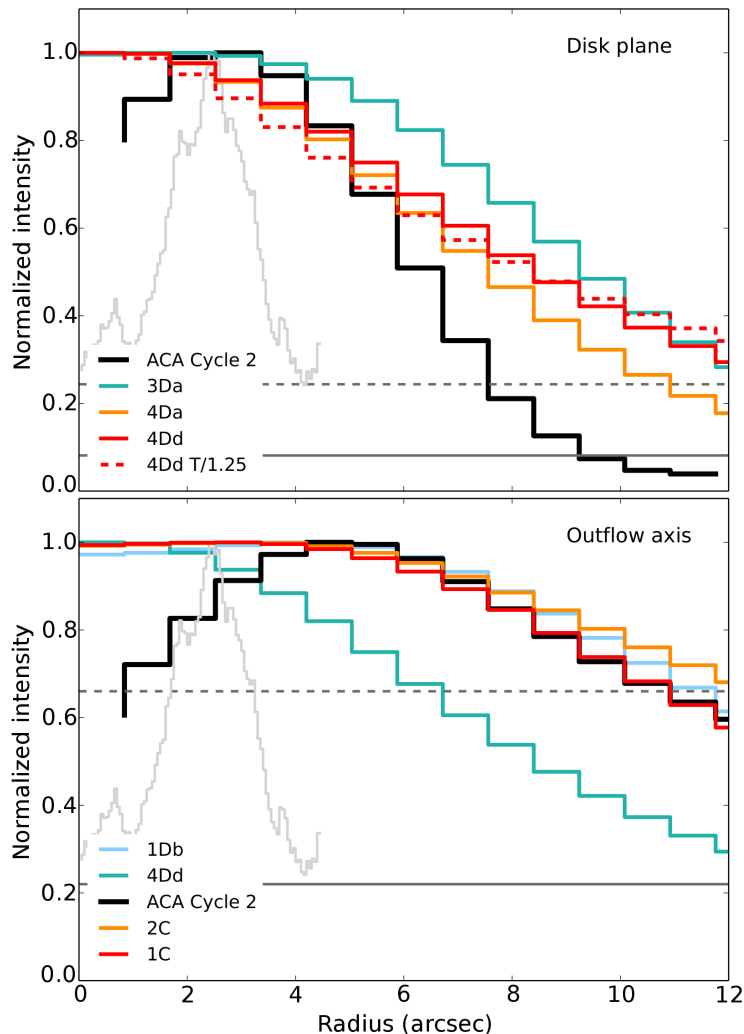 1.0
Disk plane
0.8
0.6
Normalized intensity
0.4
ACA Cycle 2
3Da
0.2
4Da
4Dd
4Dd T/1.25
0.0
1.0
Outflow axis
0.8
0.6
Normalized intensity
0.4
1Db
4Dd
0.2
ACA Cycle 2
2C
1C
0.0
0 2 4 6 8 10 12
Radius (arcsec)